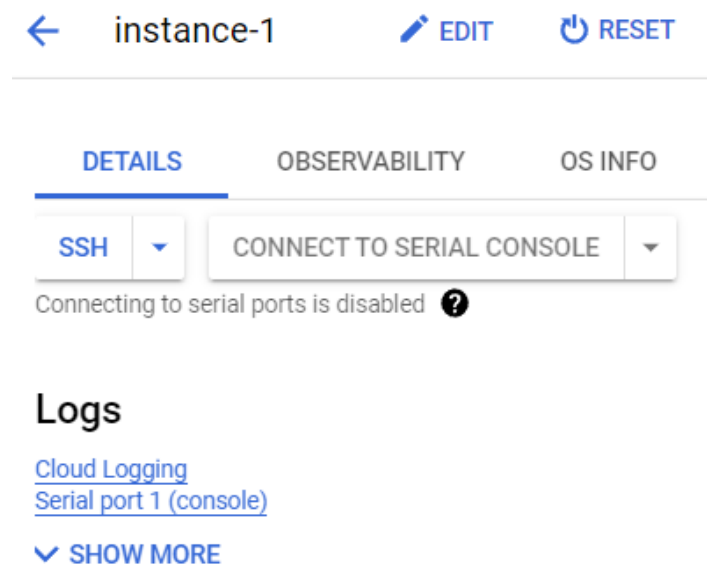 instance-1 EDIT RESET
DETAILS OBSERVABILITY OS INFO
SSH CONNECT TO SERIAL CONSOLE
Connecting to serial ports is disabled ?
Logs
Cloud Logging
Serial port 1 (console)
SHOW MORE